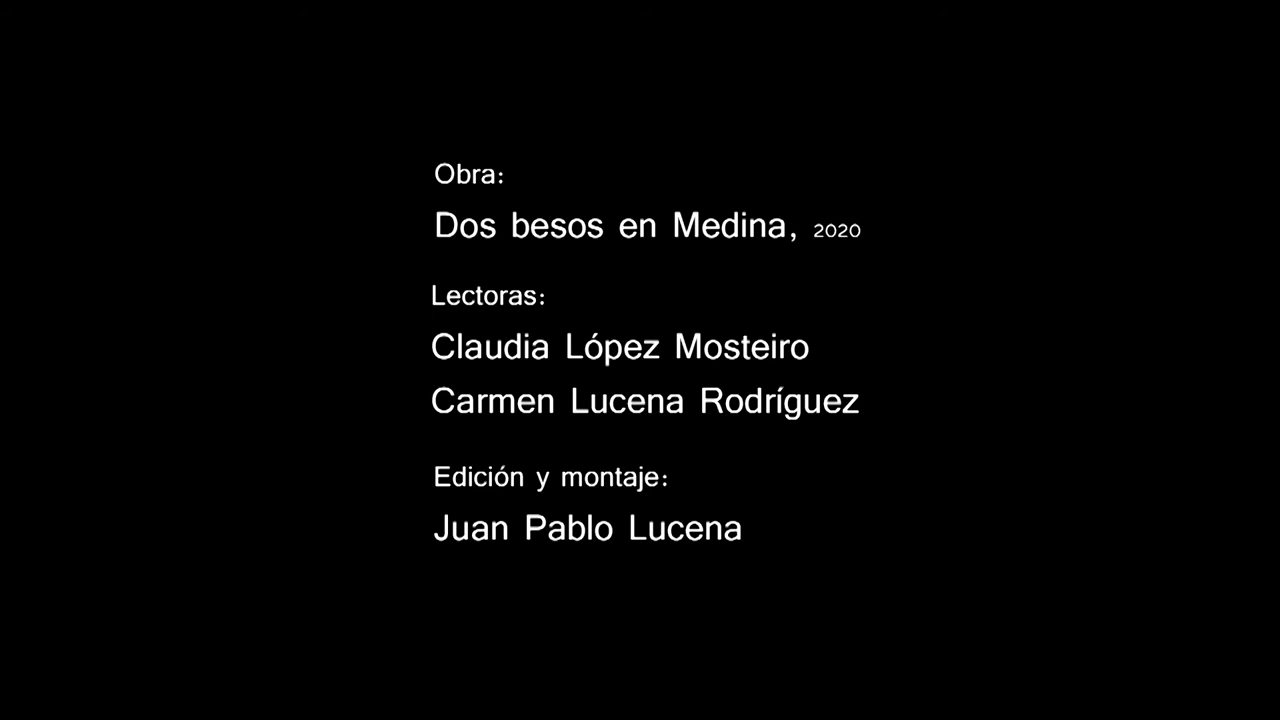 Obra:
Dos besos en Medina, 2020
Lectoras:
Claudia López Mosteiro
Carmen Lucena Rodríguez
Edición y montaje:
Juan Pablo Lucena